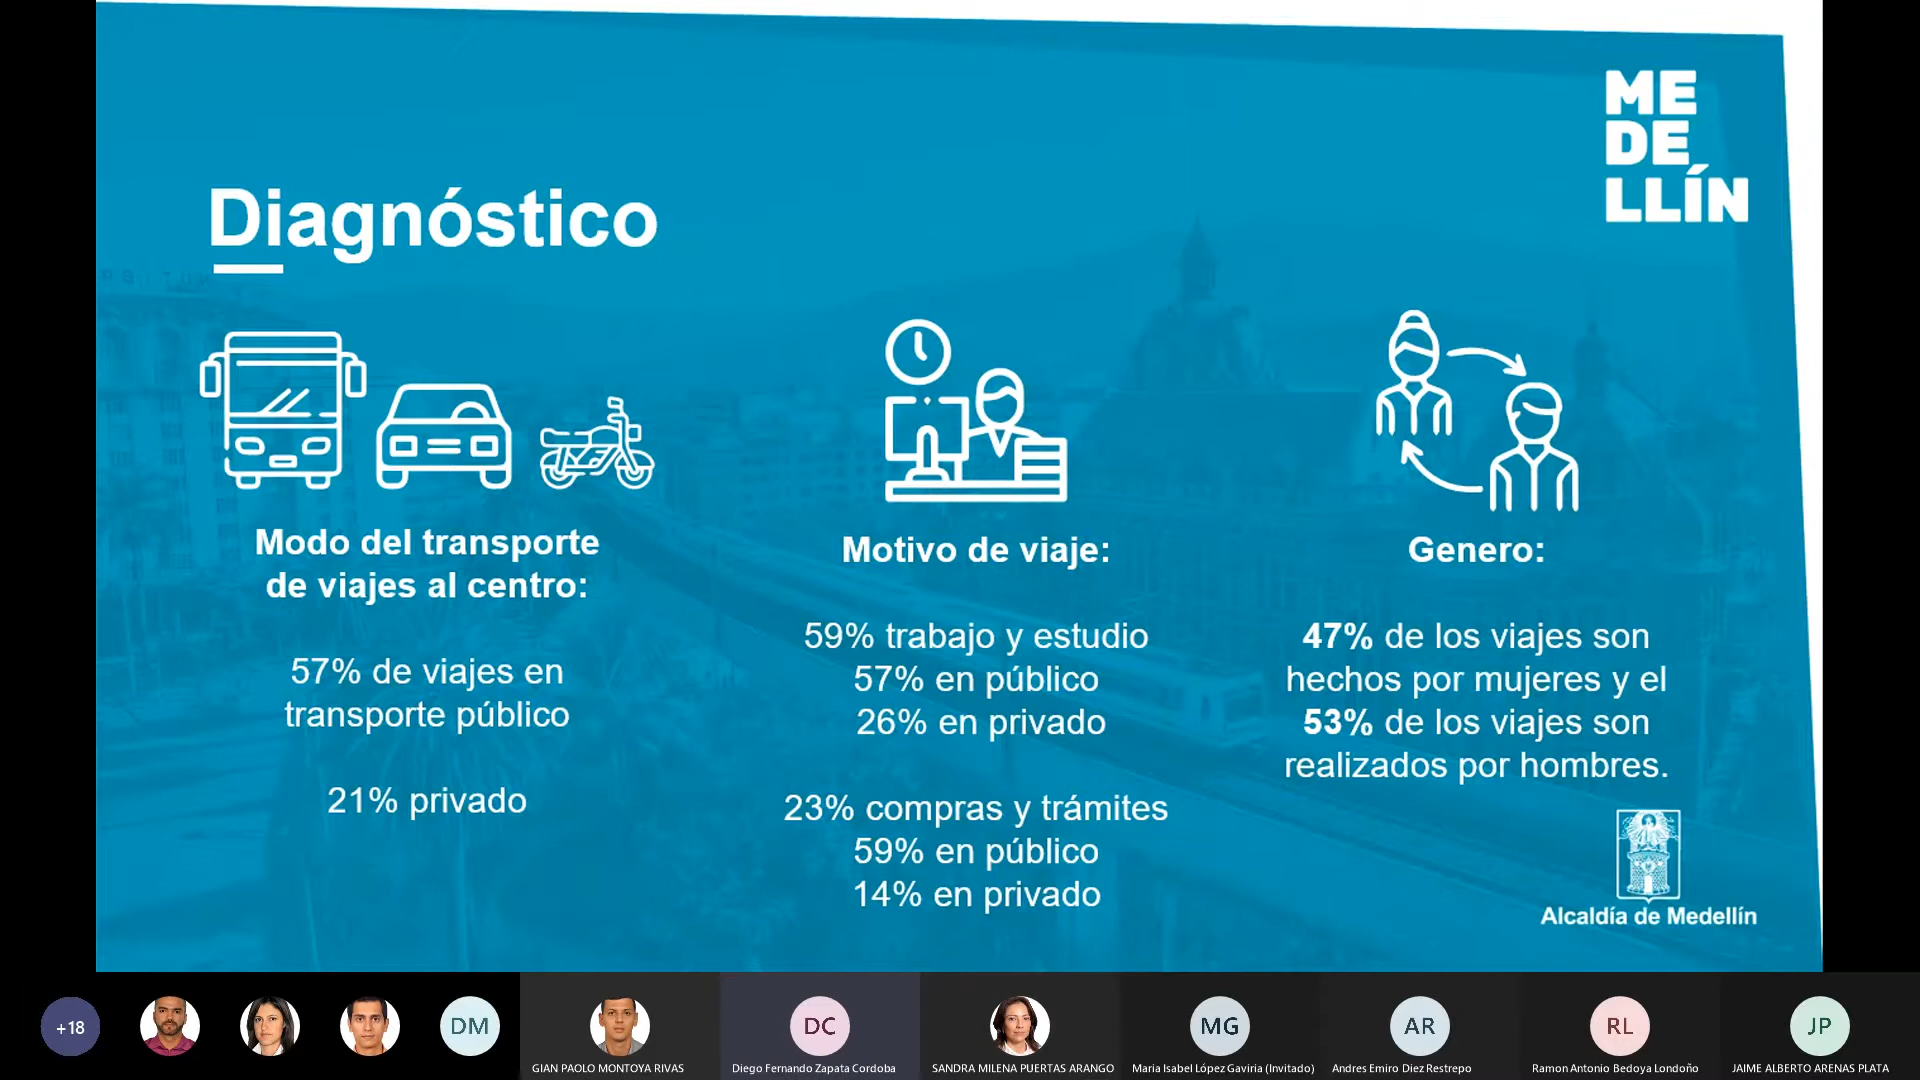 ME
DE
LLÍN
Diagnóstico
Modo del transporte
de viajes al centro:
57% de viajes en
transporte público
21% privado
Motivo de viaje:
59% trabajo y estudio
57% en público
26% en privado
23% compras y trámites
59% en público
14% en privado
Genero:
47% de los viajes son
hechos por mujeres y el
53% de los viajes son
realizados por hombres.
Alcaldía de Medellín
+18
DM
GIAN PAOLO MONTOYA RIVAS
DC
Diego Fernando Zapata Cordoba
SANDRA MILENA PUERTAS ARANGO
MG
Maria Isabel López Gaviria (Invitado)
AR
Andres Emiro Diez Restrepo
RL
Ramon Antonio Bedoya Londoño
JP
JAIME ALBERTO ARENAS PLATA